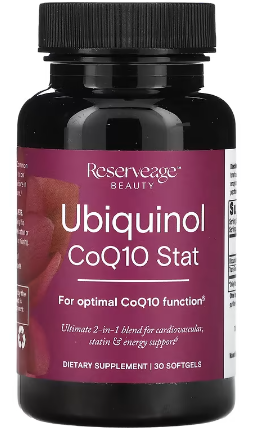 Reserveage™
BEAUTY
Ubiquinol
CoQ10 Stat
For optimal CoQ10 function◊
Ultimate 2-in-1 blend for cardiovascular,
statin & energy support◊
DIETARY SUPPLEMENT | 30 SOFTGELS